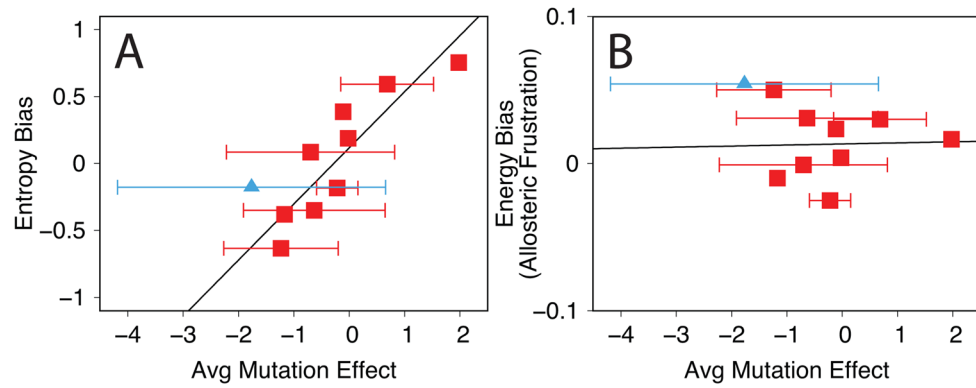 A
Entropy Bias
1
0.5
0
−0.5
−1
−4 −3 −2 −1 0 1 2
Avg Mutation Effect
B
Energy Bias
(Allosteric Frustration)
0.1
0
−0.1
−4 −3 −2 −1 0 1 2
Avg Mutation Effect